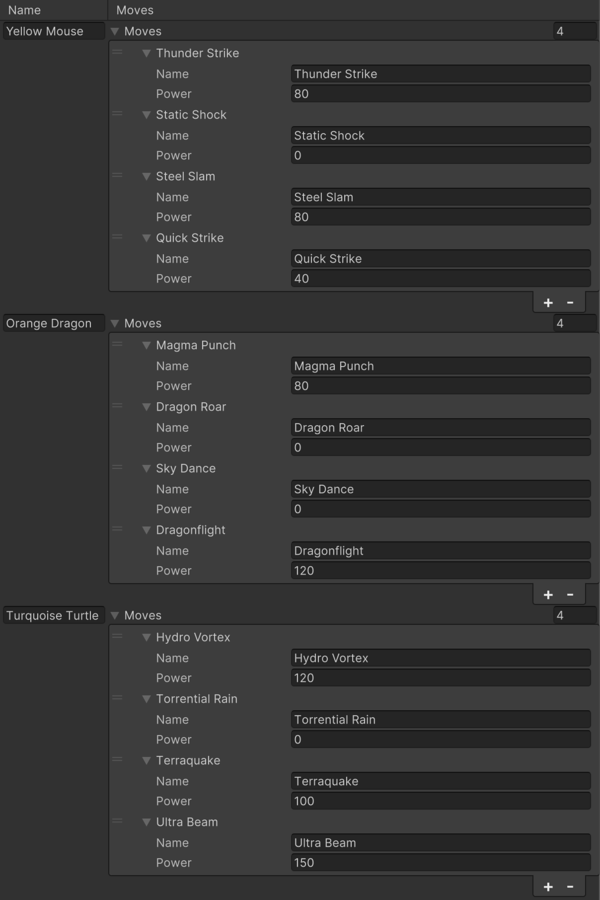 Name Moves
Yellow Mouse Moves 4
Thunder Strike
Name Thunder Strike
Power 80
Static Shock
Name Static Shock
Power 0
Steel Slam
Name Steel Slam
Power 80
Quick Strike
Name Quick Strike
Power 40
+ -
Orange Dragon Moves 4
Magma Punch
Name Magma Punch
Power 80
Dragon Roar
Name Dragon Roar
Power 0
Sky Dance
Name Sky Dance
Power 0
Dragonflight
Name Dragonflight
Power 120
+ -
Turquoise Turtle Moves 4
Hydro Vortex
Name Hydro Vortex
Power 120
Torrential Rain
Name Torrential Rain
Power 0
Terraquake
Name Terraquake
Power 100
Ultra Beam
Name Ultra Beam
Power 150
+ -